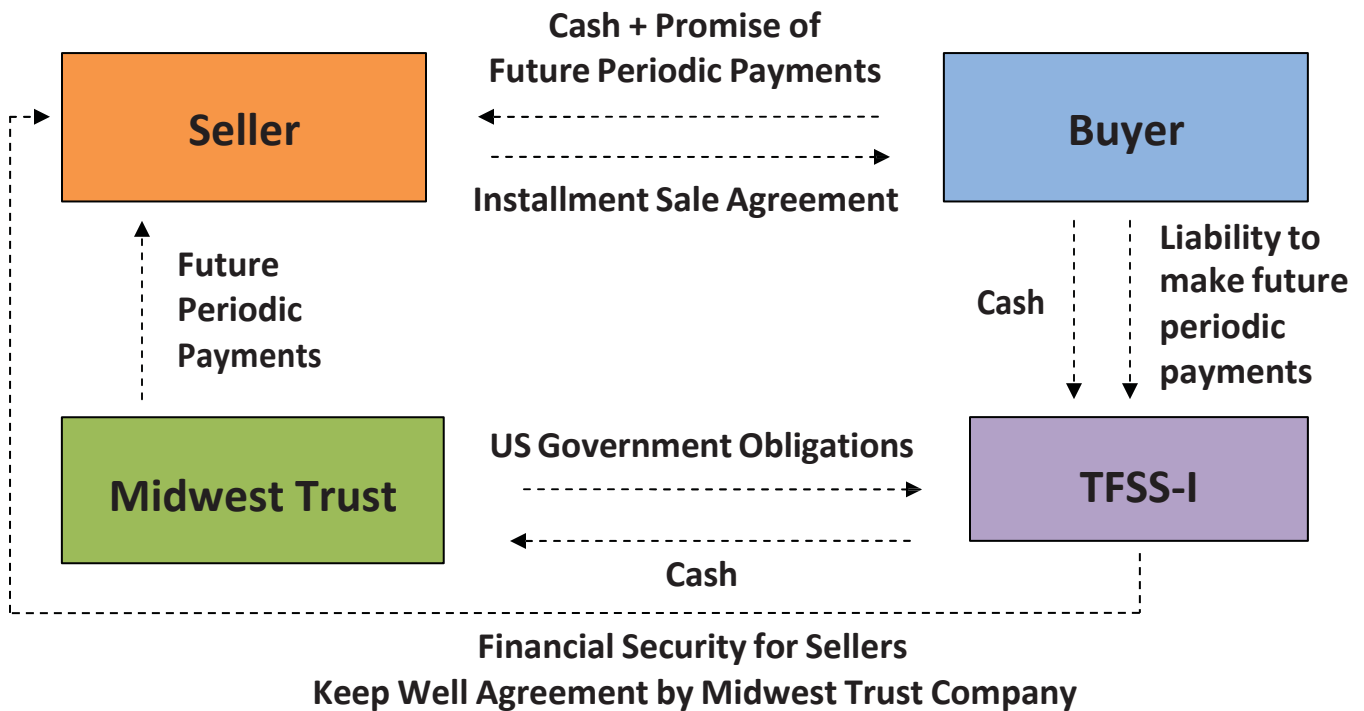 Cash + Promise of
Future Periodic Payments
Seller
Buyer
Installment Sale Agreement
Future
Periodic
Payments
Cash
Liability to
make future
periodic
payments
Midwest Trust
US Government Obligations
TFSS-I
Cash
Financial Security for Sellers
Keep Well Agreement by Midwest Trust Company